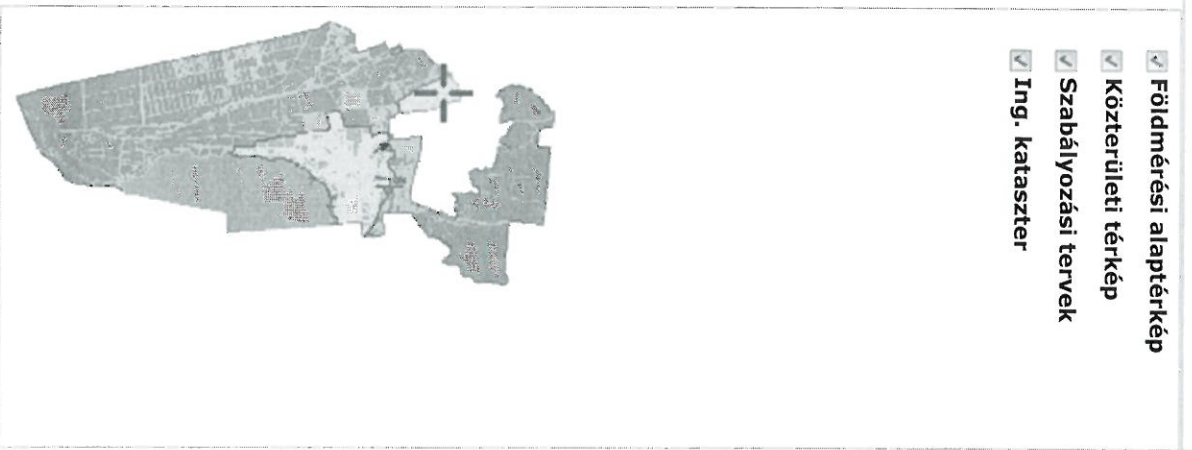 Földmérési alaptérkép
Közterületi térkép
Szabályozási tervek
Ing. kataszter